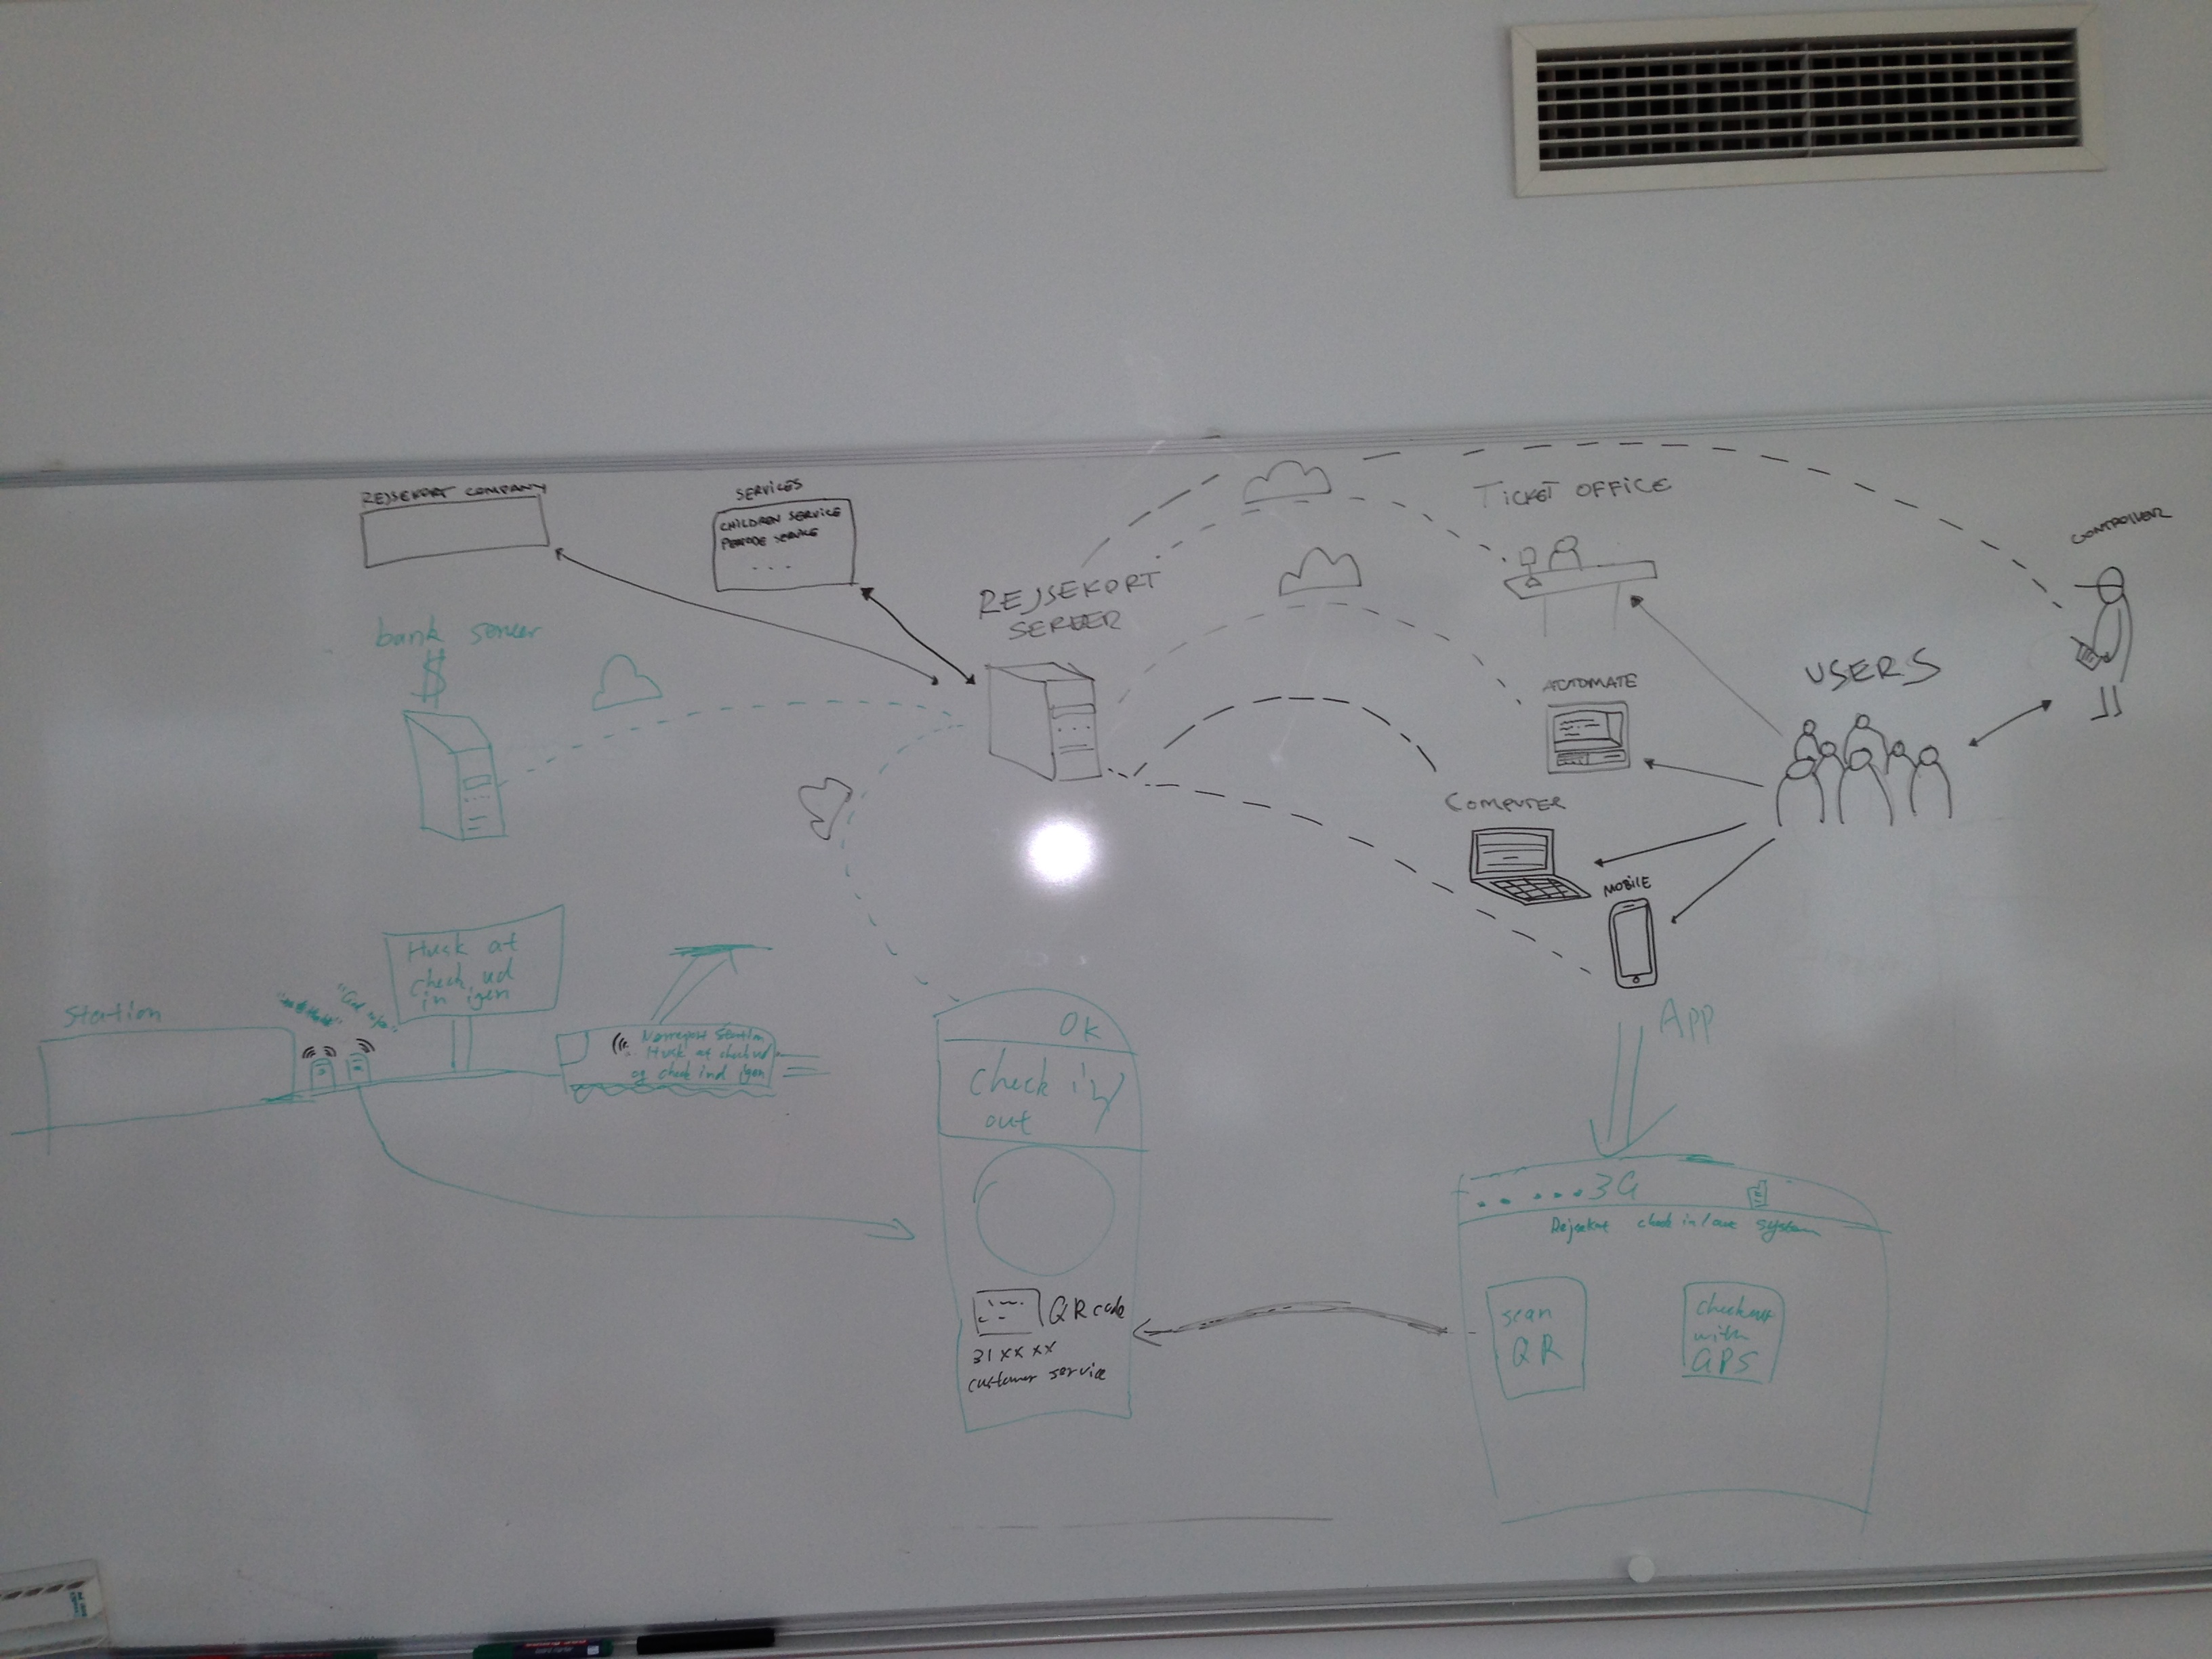 REJSEKORT COMPANY
SERVICES
CHILDREN SERVICE
PERIODE SERVICE
. . .
REJSEKORT
SERVER
TICKET OFFICE
CONTROLLER
bank server
$
AUTOMATE
USERS
COMPUTER
MOBILE
App
Station
Husk at
check ud
in igen
Nørreport Station
Husk at check ud
og check ind igen
OK
Check in/
out
QR code
31 xx xx
customer service
3G
Rejsekort check in/out system
scan
QR
checkout
with
GPS